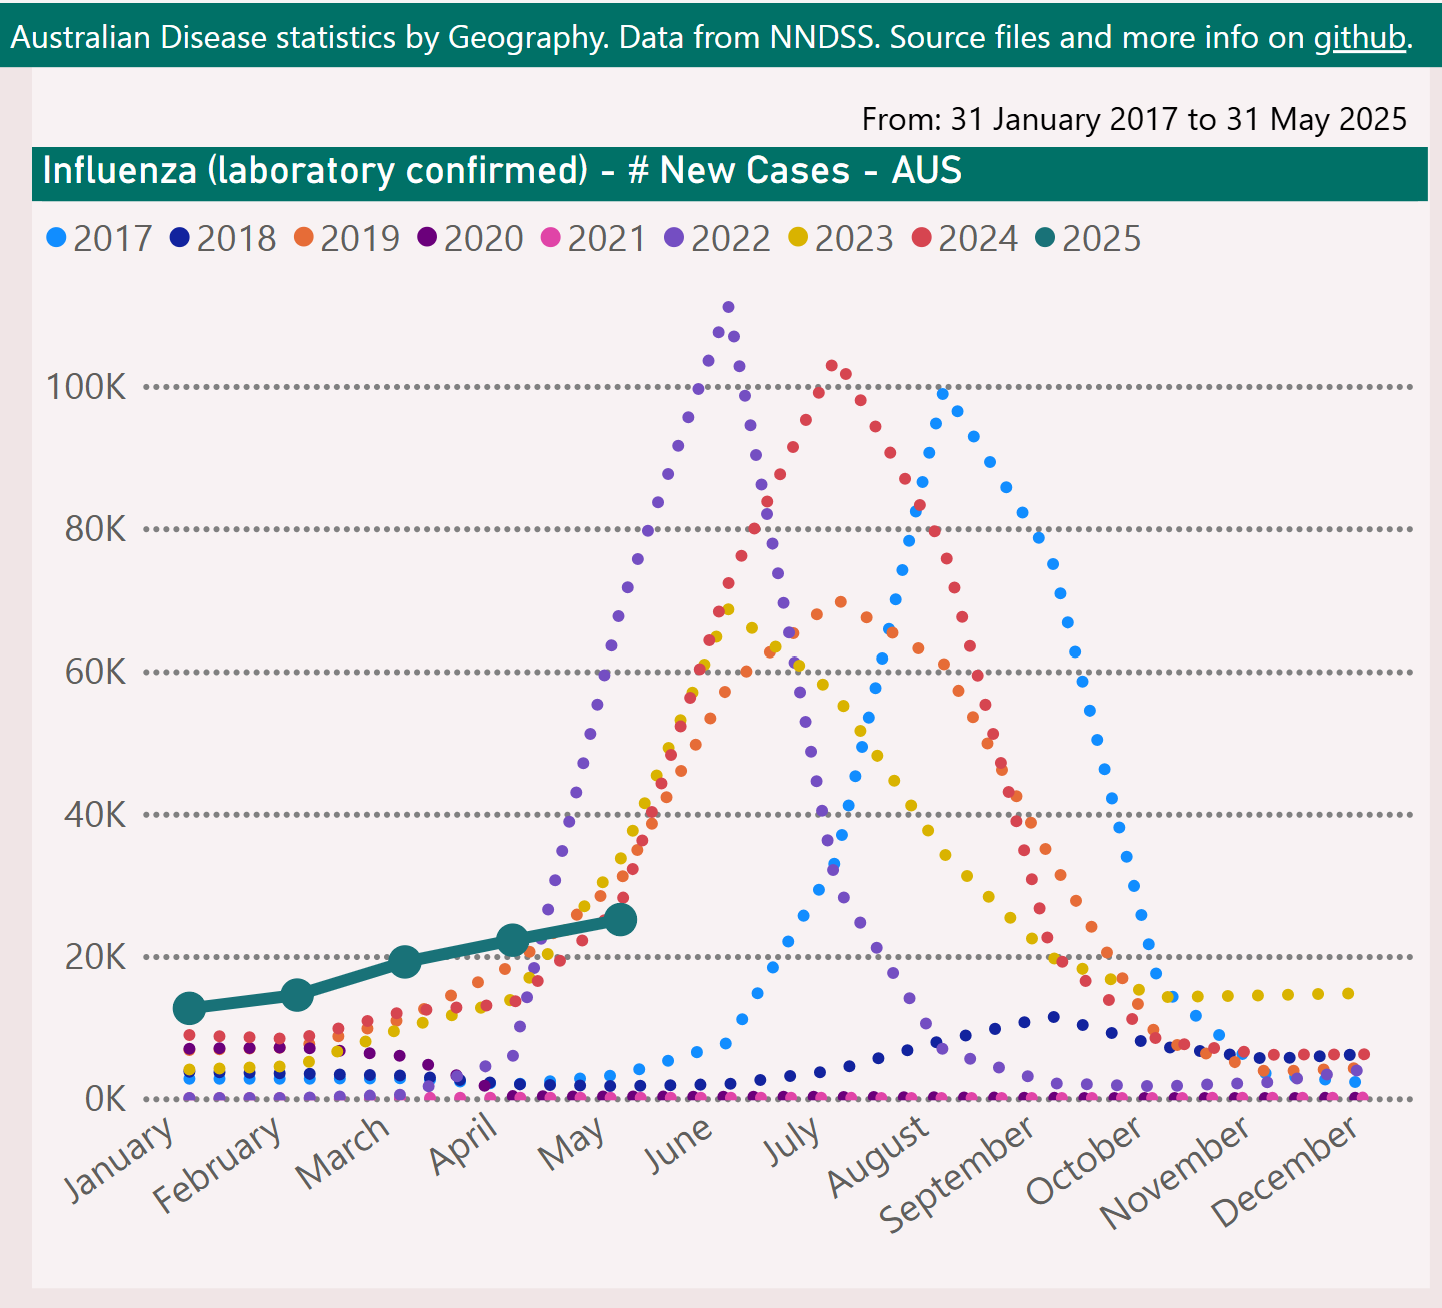 Australian Disease statistics by Geography. Data from NNDSS. Source files and more info on github.
From: 31 January 2017 to 31 May 2025
Influenza (laboratory confirmed) - # New Cases - AUS
2017 2018 2019 2020 2021 2022 2023 2024 2025
100K
80K
60K
40K
20K
0K
January February March April May June July August September October November December